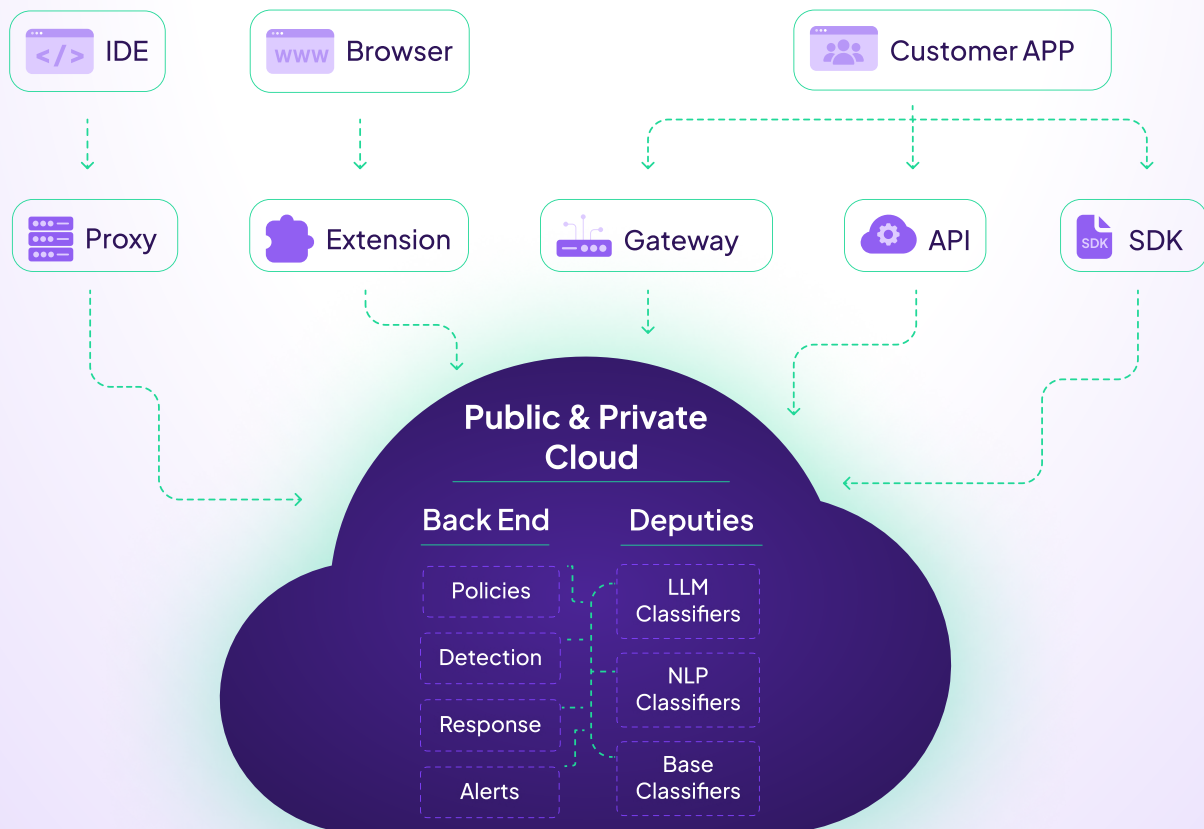 </>
IDE
www
Browser
Customer APP
Proxy
Extension
Gateway
API
SDK
SDK
Public & Private
Cloud
Back End
Deputies
Policies
LLM
Classifiers
Detection
NLP
Classifiers
Response
Base
Classifiers
Alerts